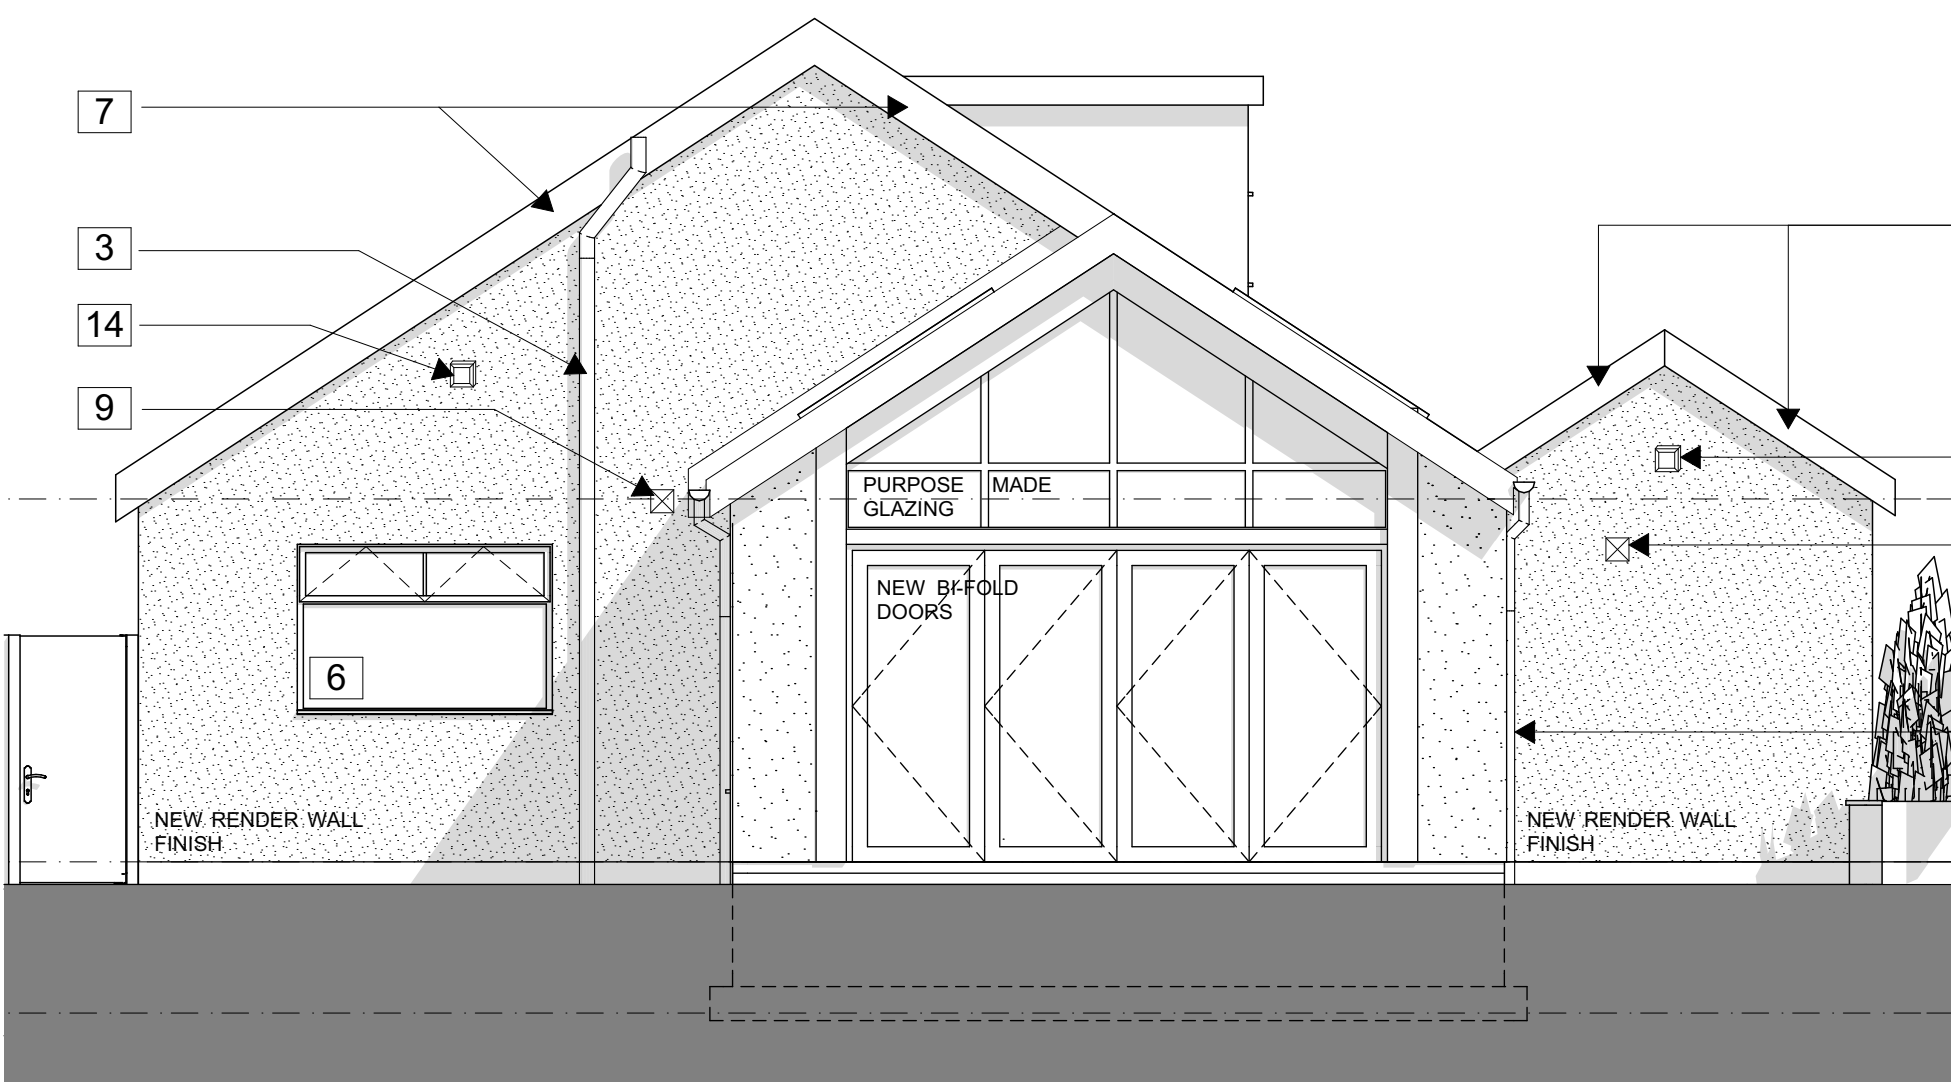 7
3
14
9
PURPOSE MADE
GLAZING
NEW BI-FOLD
DOORS
6
NEW RENDER WALL
FINISH
NEW RENDER WALL
FINISH